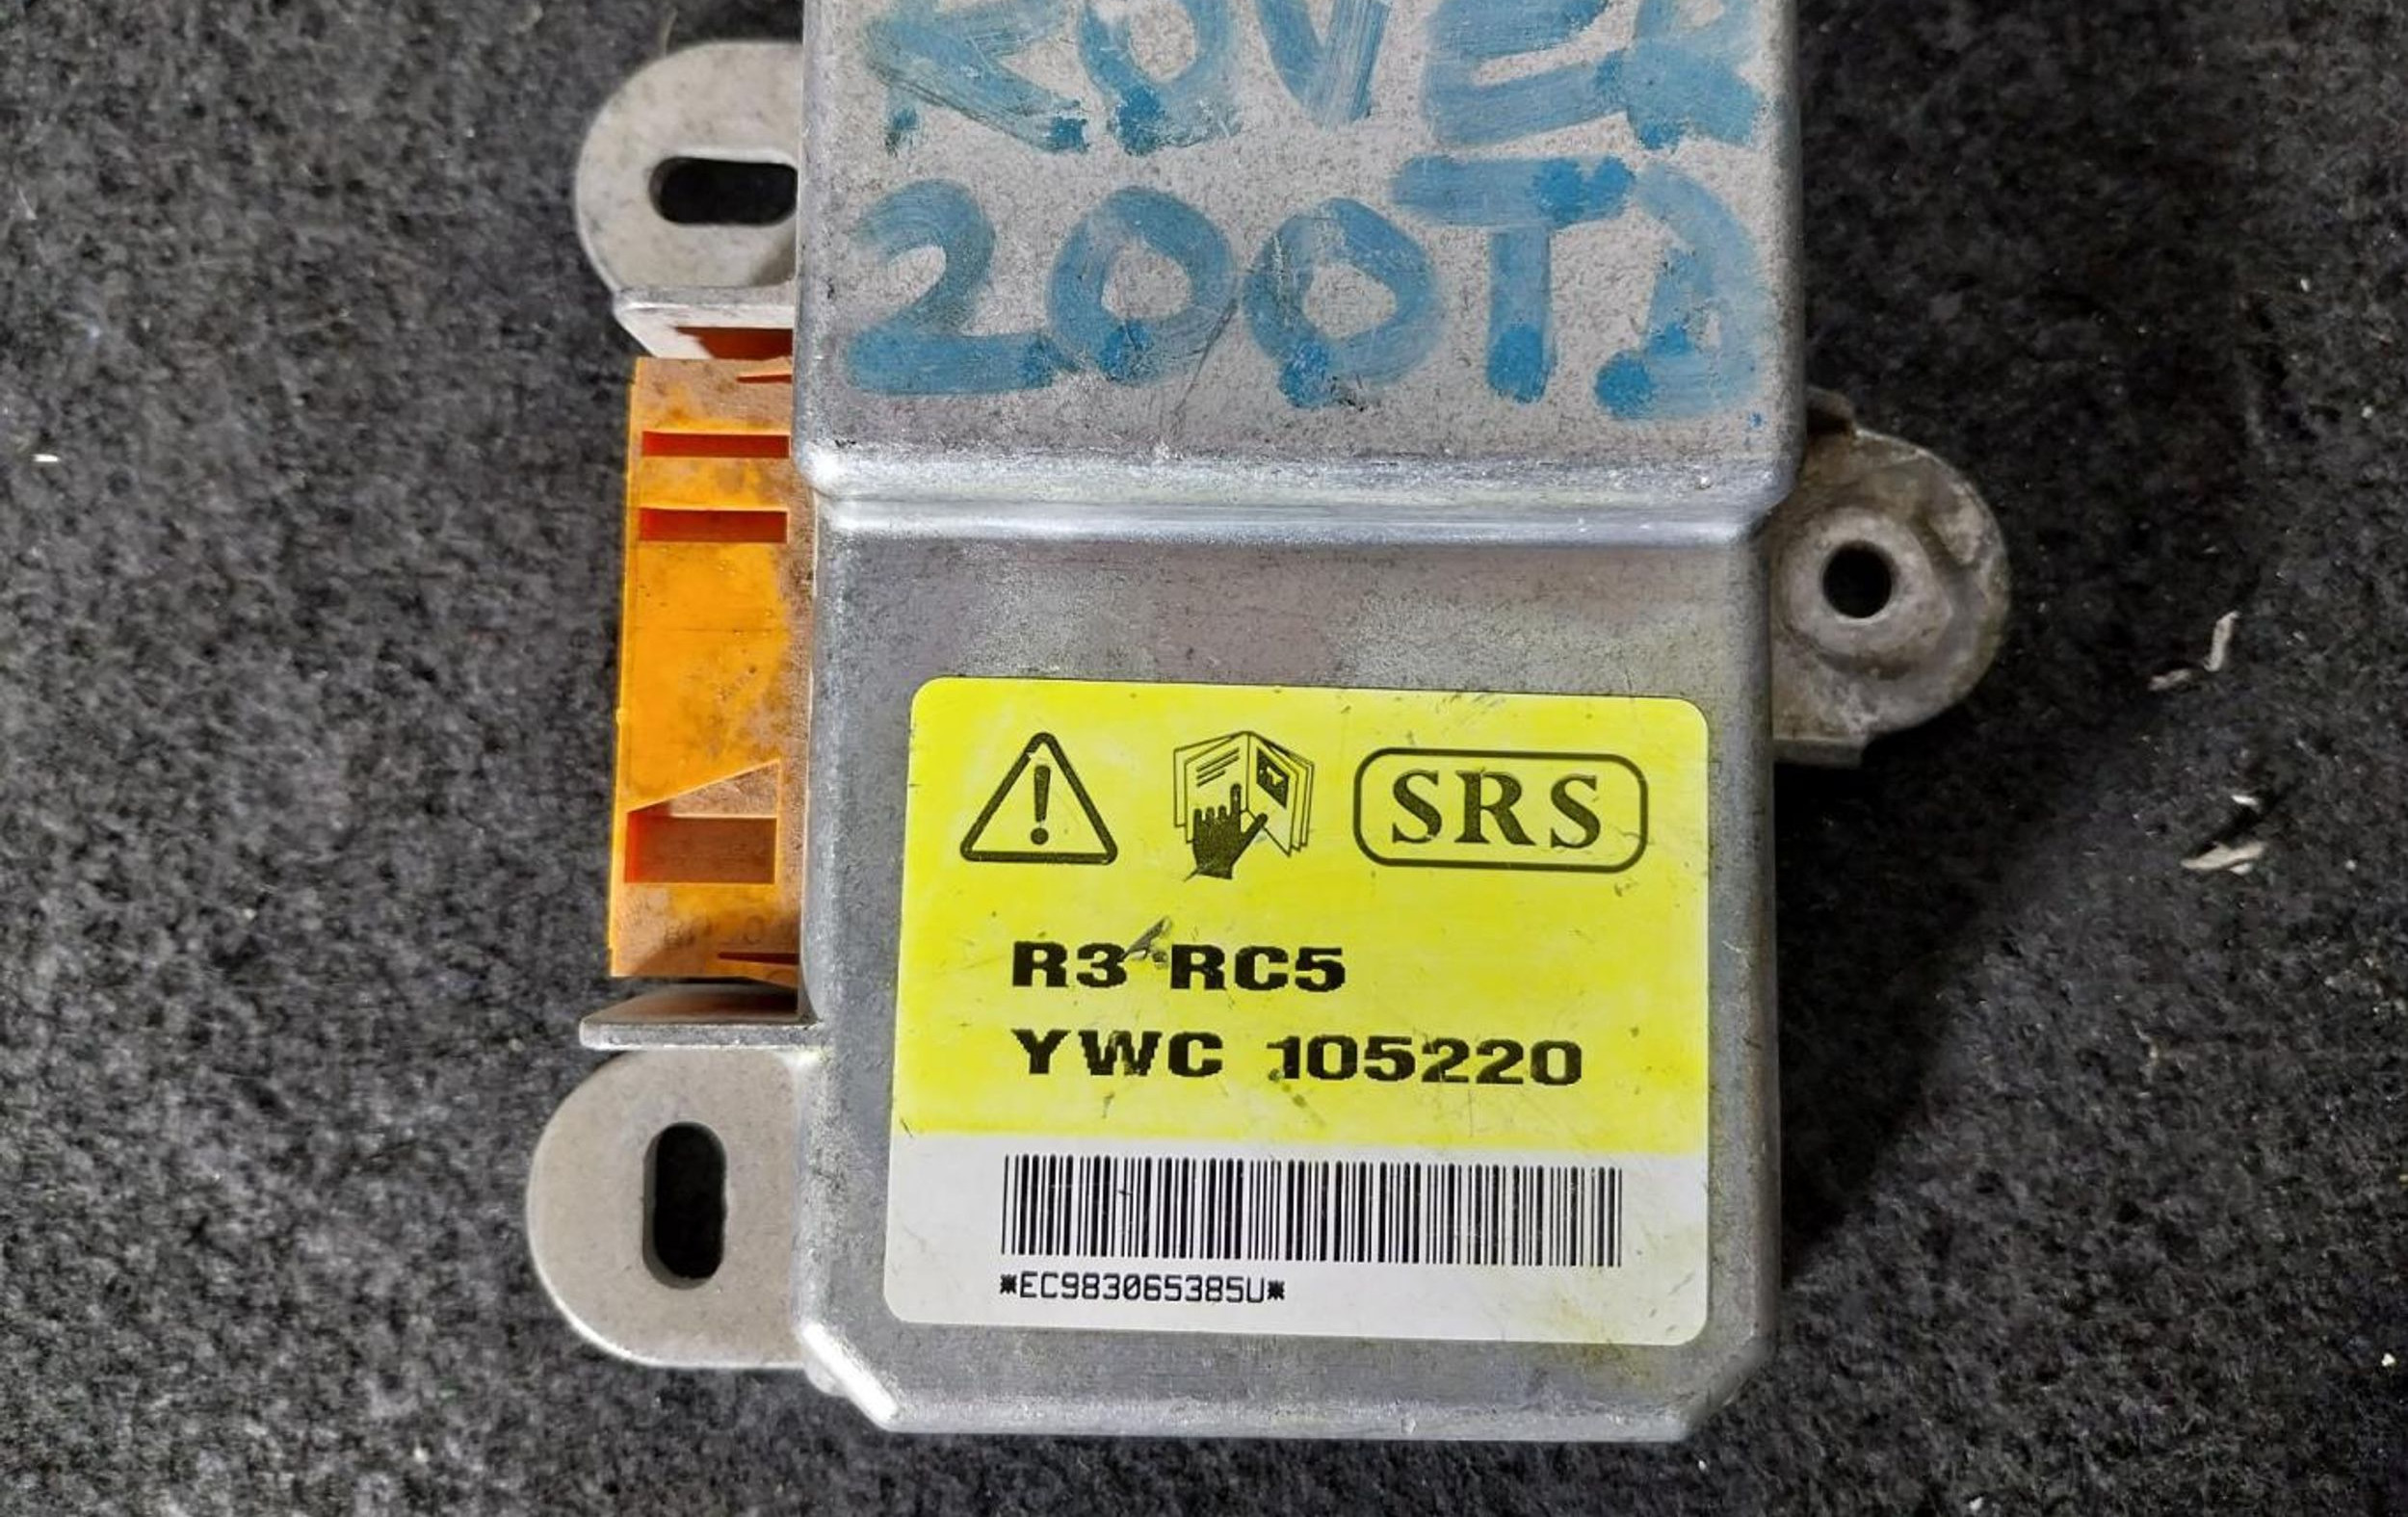 ROVER
200TD
SRS
R3 RC5
YWC 105220
*EC983065385U*